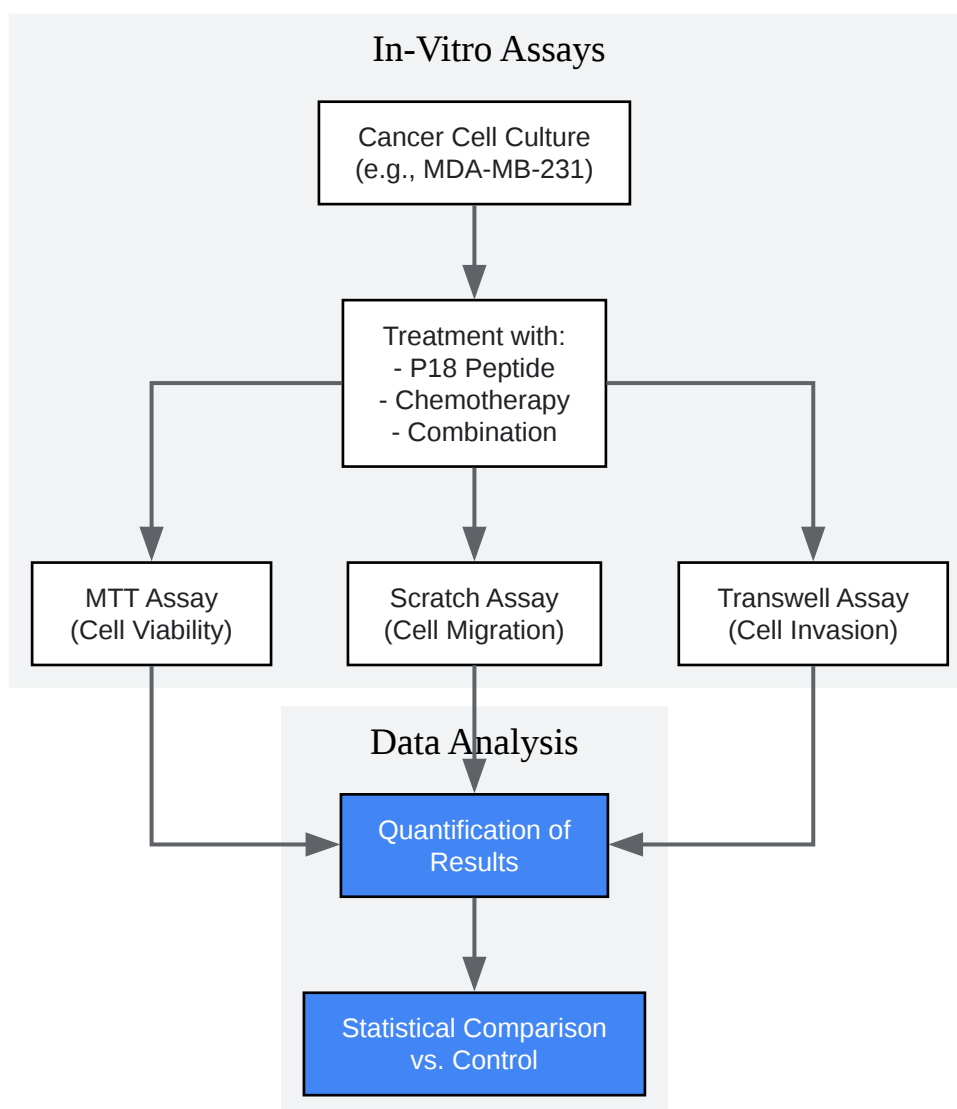 In-Vitro Assays
Cancer Cell Culture
(e.g., MDA-MB-231)
Treatment with:
- P18 Peptide
- Chemotherapy
- Combination
MTT Assay
(Cell Viability)
Scratch Assay
(Cell Migration)
Transwell Assay
(Cell Invasion)
Data Analysis
Quantification of
Results
Statistical Comparison
vs. Control